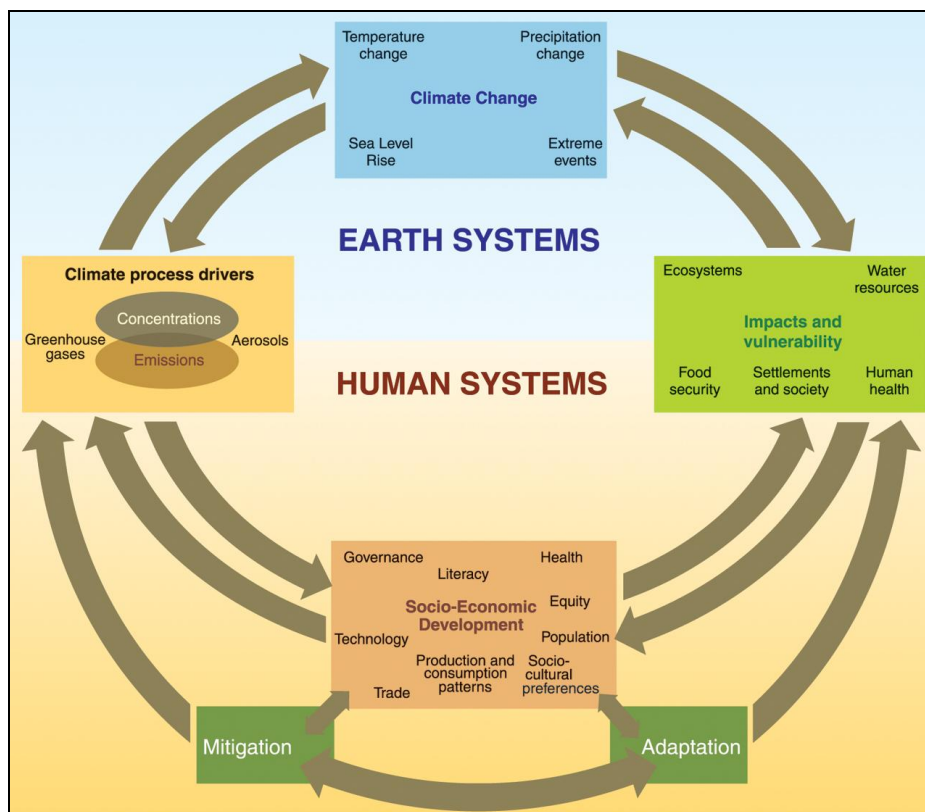 Temperature
change
Precipitation
change
Climate Change
Sea Level
Rise
Extreme
events
EARTH SYSTEMS
Climate process drivers
Concentrations
Greenhouse
gases
Aerosols
Emissions
Ecosystems
Water
resources
Impacts and
vulnerability
Food
security
Settlements
and society
Human
health
HUMAN SYSTEMS
Governance
Literacy
Health
Socio-Economic
Development
Equity
Technology
Population
Production and
consumption
patterns
Socio-
cultural
preferences
Trade
Mitigation
Adaptation